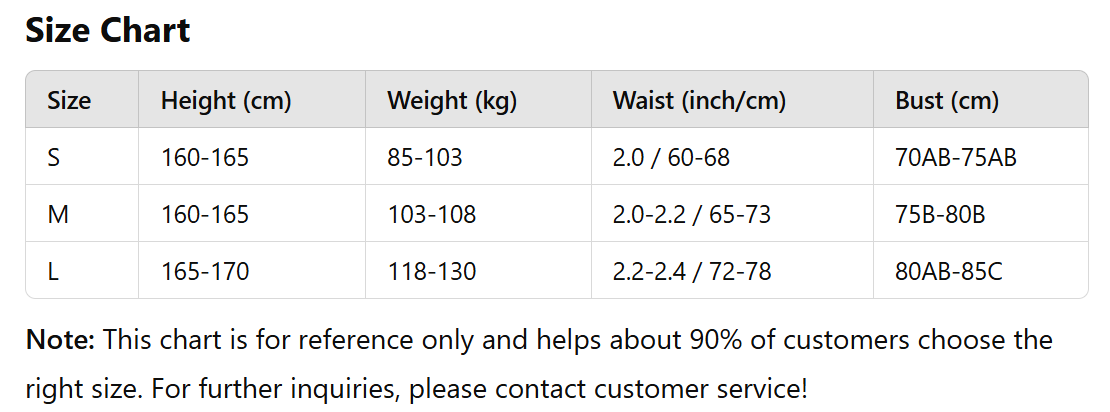 Size Chart
Size Height (cm) Weight (kg) Waist (inch/cm) Bust (cm)
S 160-165 85-103 2.0 / 60-68 70AB-75AB
M 160-165 103-108 2.0-2.2 / 65-73 75B-80B
L 165-170 118-130 2.2-2.4 / 72-78 80AB-85C
Note: This chart is for reference only and helps about 90% of customers choose the
right size. For further inquiries, please contact customer service!